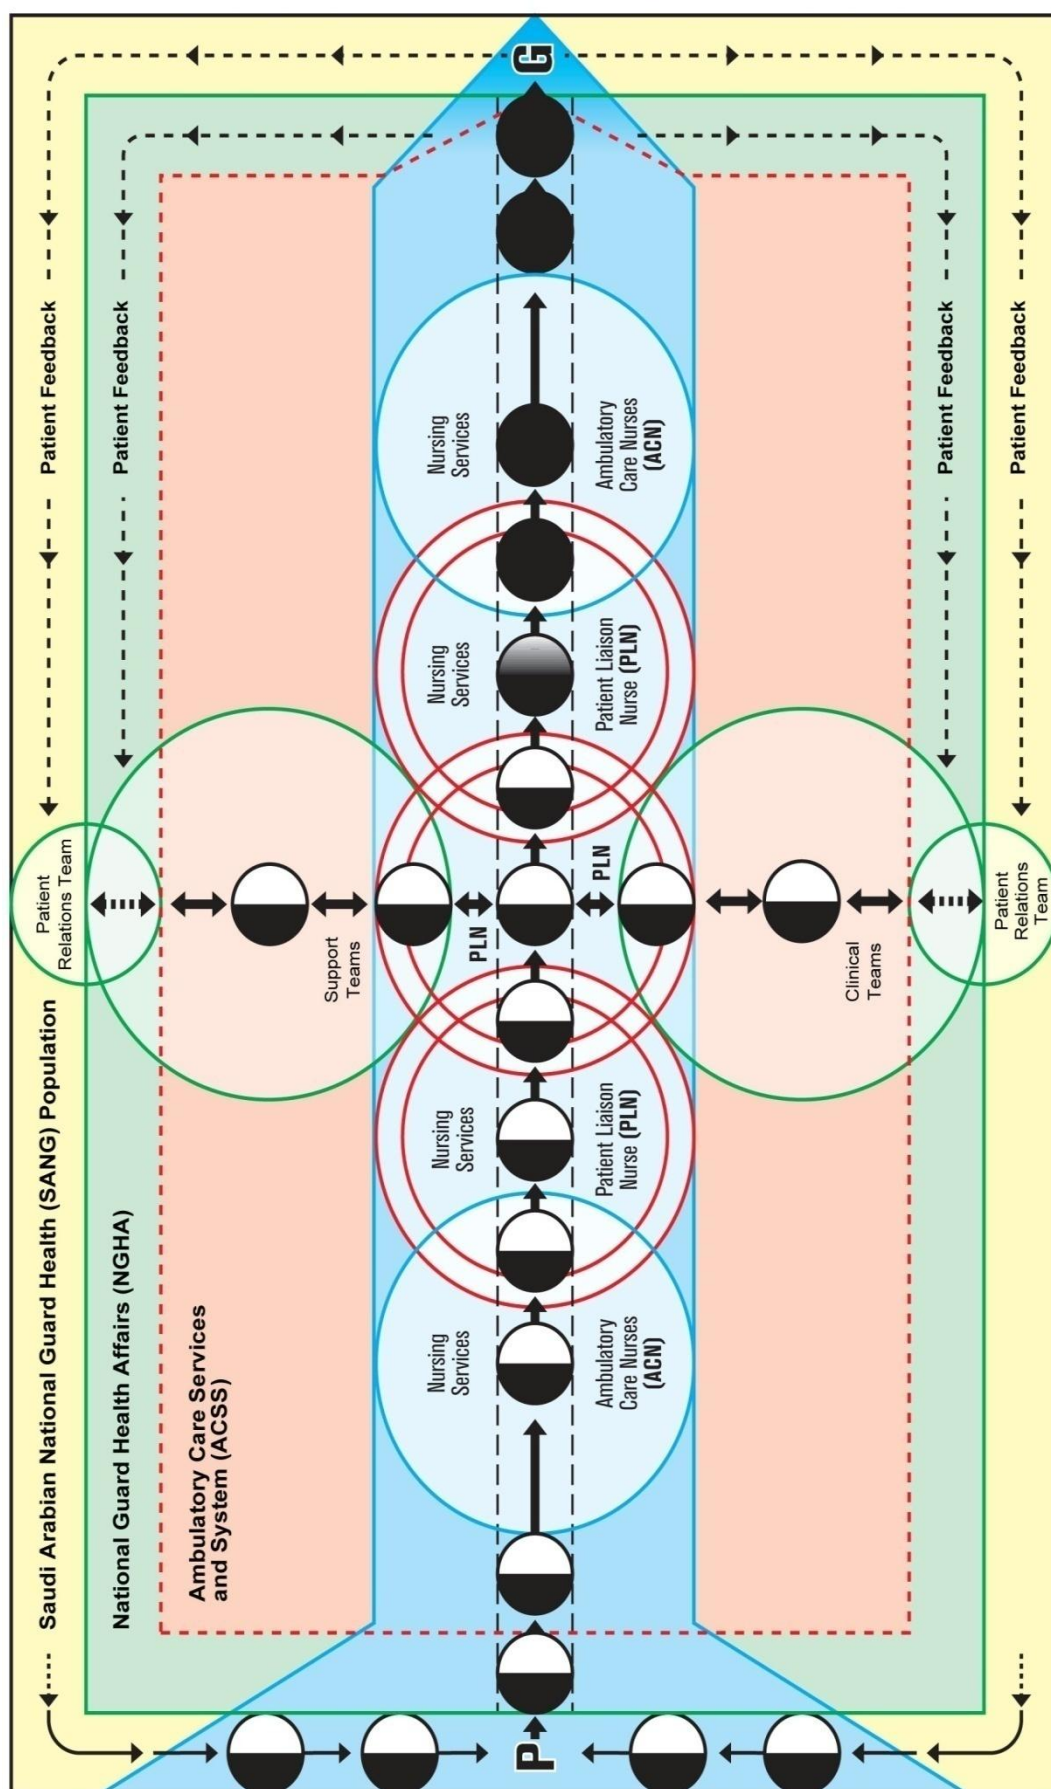 Saudi Arabian National Guard Health (SANG) Population
National Guard Health Affairs (NGHA)
Ambulatory Care Services
and System (ACSS)
Patient
Relations Team
Patient Feedback
Patient Feedback
Support
Teams
PLN
P
Nursing
Services
Nursing
Services
Nursing
Services
Nursing
Services
G
Ambulatory
Care Nurses
(ACN)
Patient Liaison
Nurse (PLN)
Patient Liaison
Nurse (PLN)
Ambulatory
Care Nurses
(ACN)
PLN
Clinical
Teams
Patient Feedback
Patient
Relations
Team
Patient Feedback